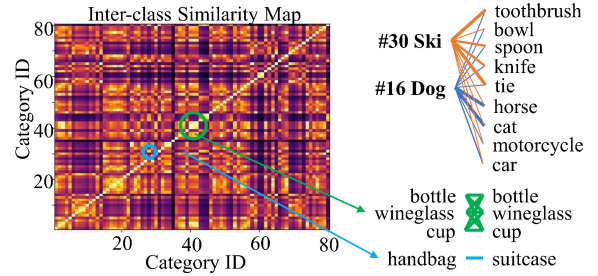 Inter-class Similarity Map
80
60
40
20
20 40 60 80
Category ID
Category ID
#30 Ski
#16 Dog
toothbrush
bowl
spoon
knife
tie
horse
cat
motorcycle
car
bottle bottle
wineglass wineglass
cup cup
handbag suitcase